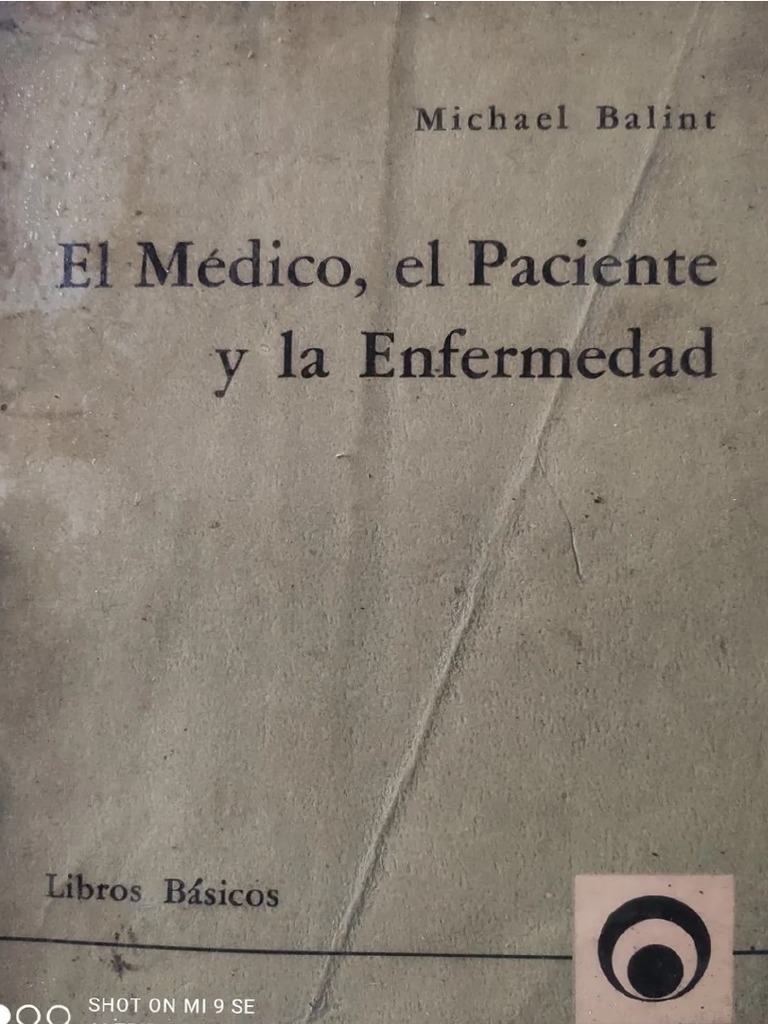 Michael Balint
El Médico, el Paciente
y la Enfermedad
Libros Básicos
SHOT ON MI 9 SE